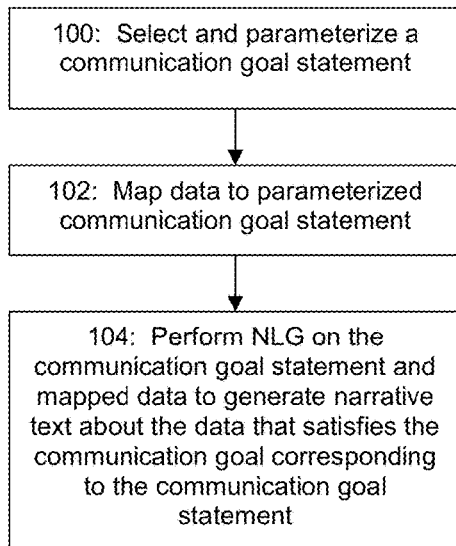 100: Select and parameterize a
communication goal statement
102: Map data to parameterized
communication goal statement
104: Perform NLG on the
communication goal statement and
mapped data to generate narrative
text about the data that satisfies the
communication goal corresponding
to the communication goal
statement